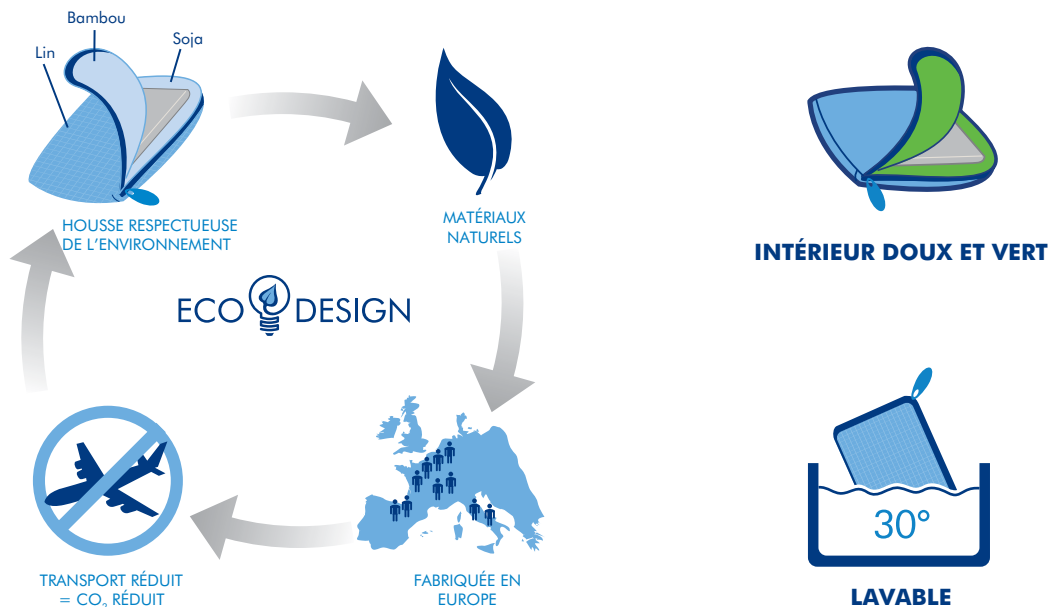 Bambou
Lin
Soja
HOUSSE RESPECTUEUSE
DE L'ENVIRONNEMENT
MATÉRIAUX
NATURELS
ECO DESIGN
TRANSPORT RÉDUIT
= CO₂ RÉDUIT
FABRIQUÉE EN
EUROPE
INTÉRIEUR DOUX ET VERT
30°
LAVABLE